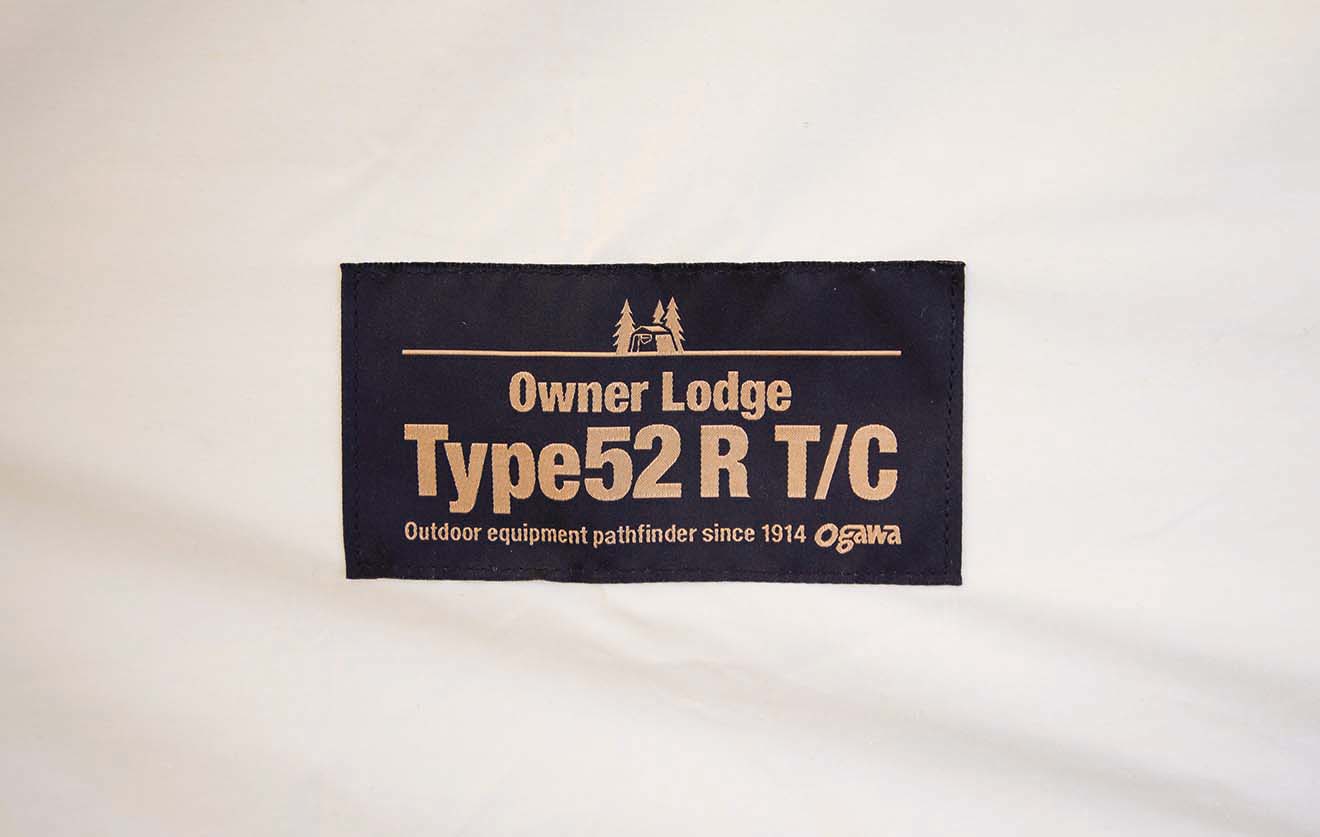 Owner Lodge
Type52 R T/C
Outdoor equipment pathfinder since 1914 ogawa